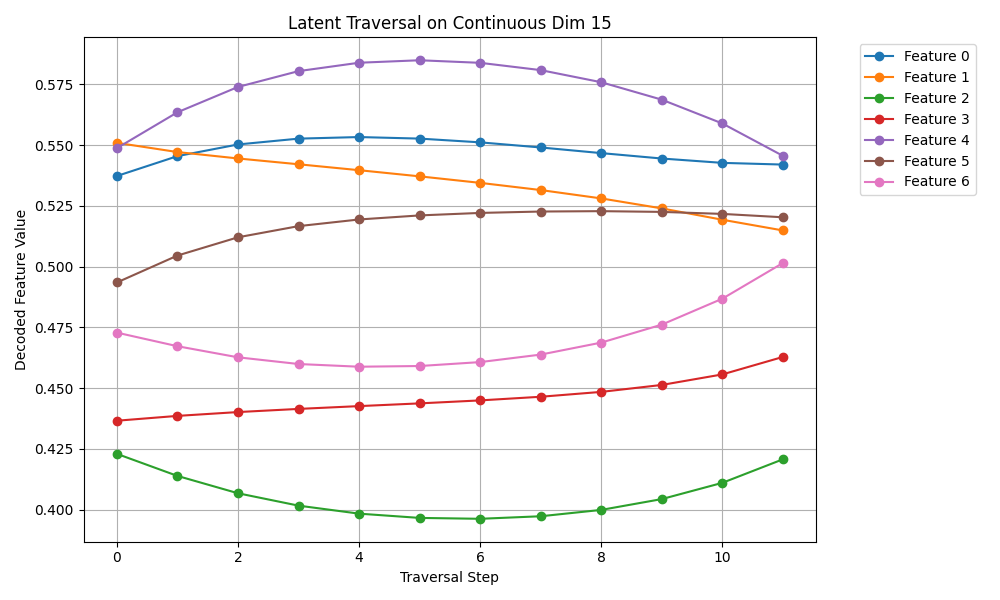 Latent Traversal on Continuous Dim 15
Decoded Feature Value
0.575
0.550
0.525
0.500
0.475
0.450
0.425
0.400
0
2
4
6
8
10
Traversal Step
Feature 0
Feature 1
Feature 2
Feature 3
Feature 4
Feature 5
Feature 6